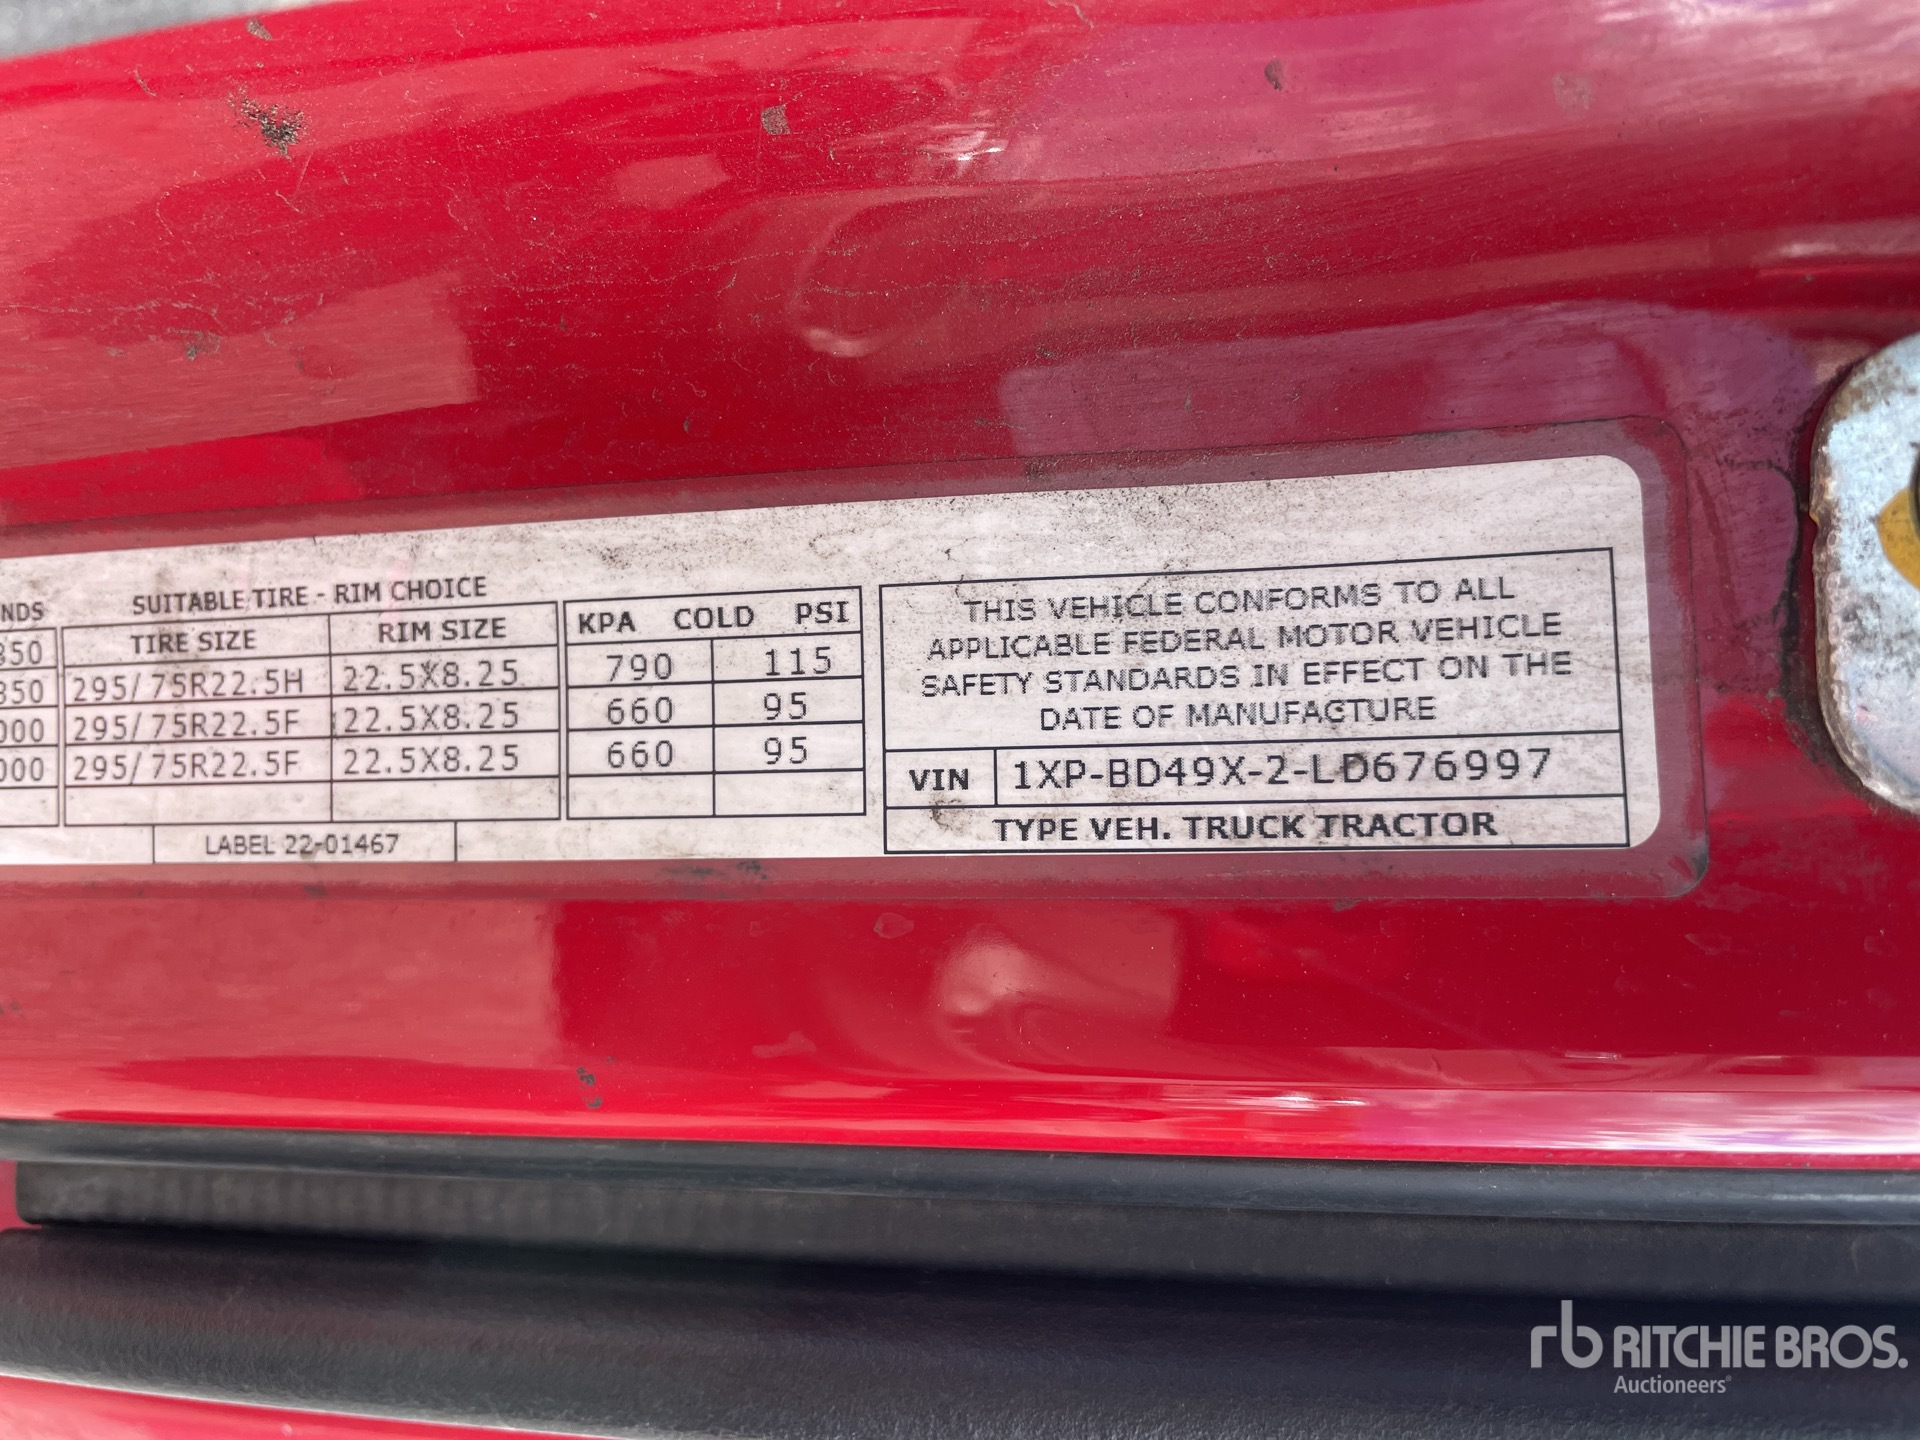 NDS
SUITABLE TIRE - RIM CHOICE
TIRE SIZE RIM SIZE
KPA COLD PSI
850 295/75R22.5H 22.5X8.25 790 115
850 295/75R22.5F 22.5X8.25 660 95
000 295/75R22.5F 22.5X8.25 660 95
000
LABEL 22-01467
THIS VEHICLE CONFORMS TO ALL
APPLICABLE FEDERAL MOTOR VEHICLE
SAFETY STANDARDS IN EFFECT ON THE
DATE OF MANUFACTURE
VIN 1XP-BD49X-2-LD676997
TYPE VEH. TRUCK TRACTOR
rb RITCHIE BROS.
Auctioneers®